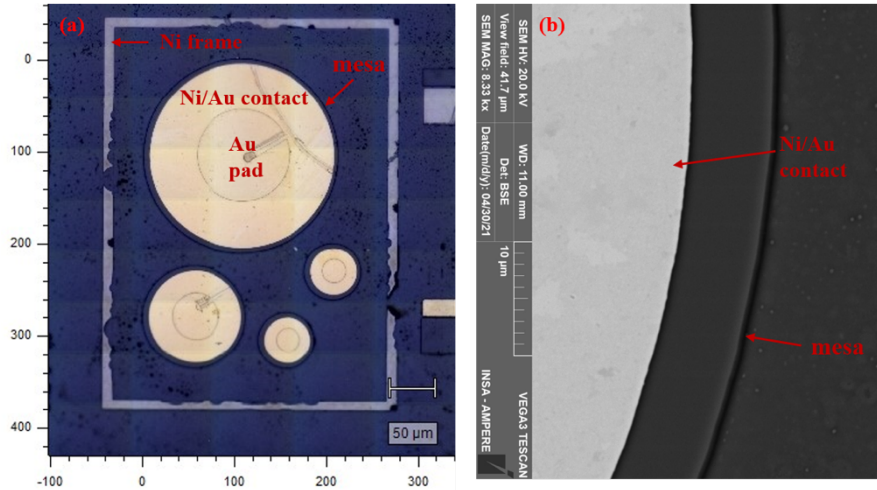 (a)
Ni frame
mesa
Ni/Au contact
Au
pad
0
100
200
300
400
-100
0
100
200
300
50 µm
(b)
SEM HV: 20.0 kV
WD: 11.00 mm
VEGA3 TESCAN
View field: 41.7 µm
Det: BSE
10 µm
SEM MAG: 8.33 kx
Date(m/d/y): 04/30/21
INSA - AMPERE
Ni/Au
contact
mesa